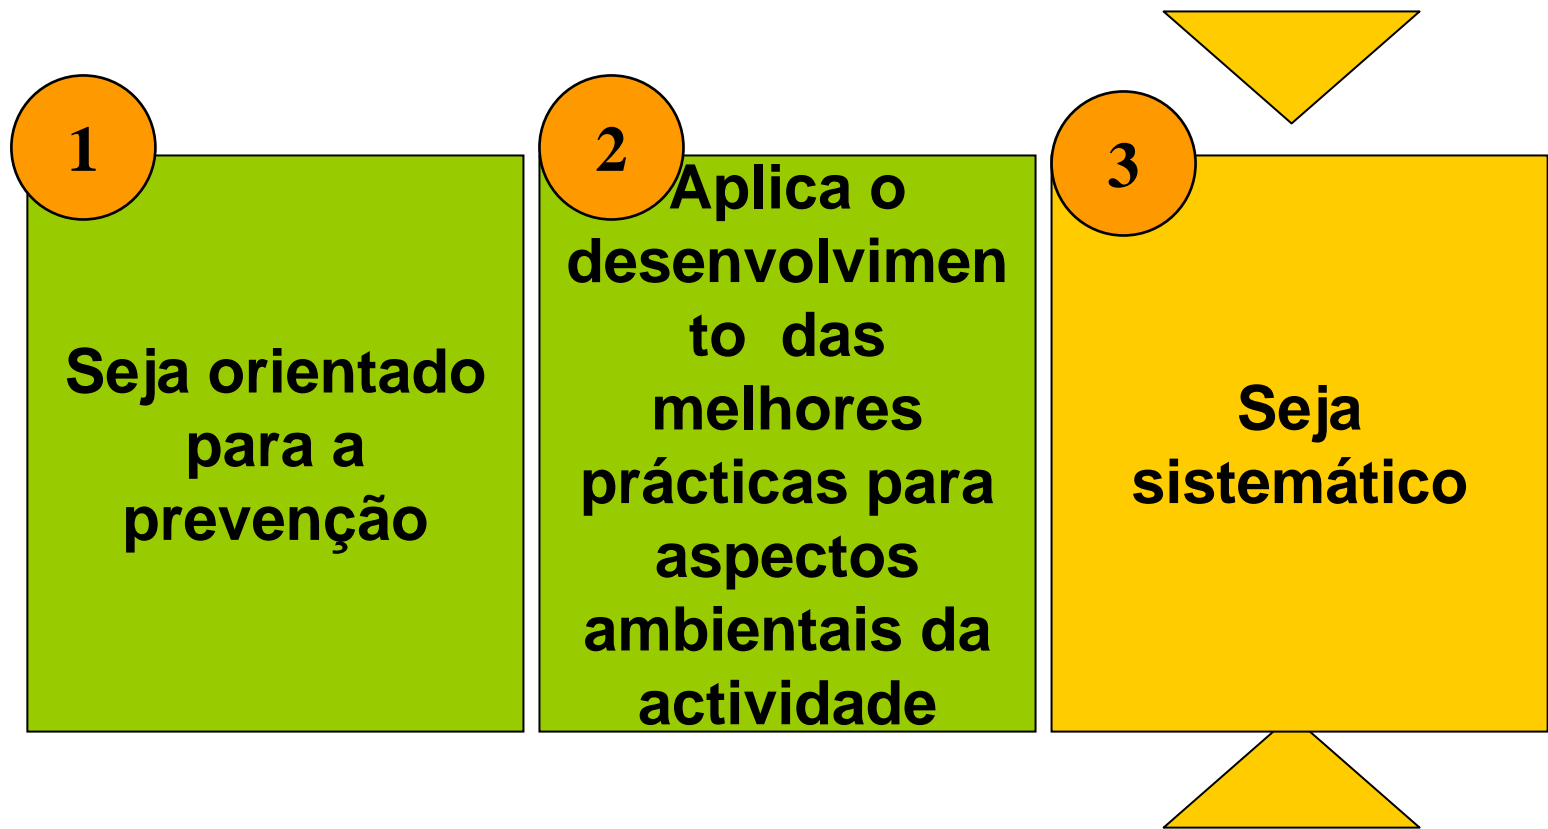 1
Seja orientado
para a
prevenção
2
Aplica o
desenvolvimen
to das
melhores
prácticas para
aspectos
ambientais da
actividade
3
Seja
sistemático